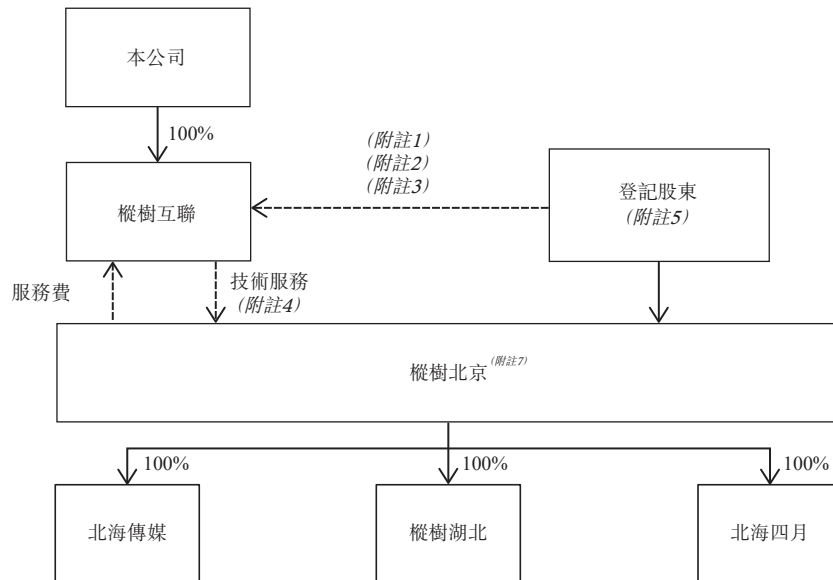 本公司
100%
(附註1)
(附註2)
(附註3)
樅樹互聯
登記股東
(附註5)
服務費
技術服務
(附註4)
樅樹北京(附註7)
100%
100%
100%
北海傳媒
樅樹湖北
北海四月